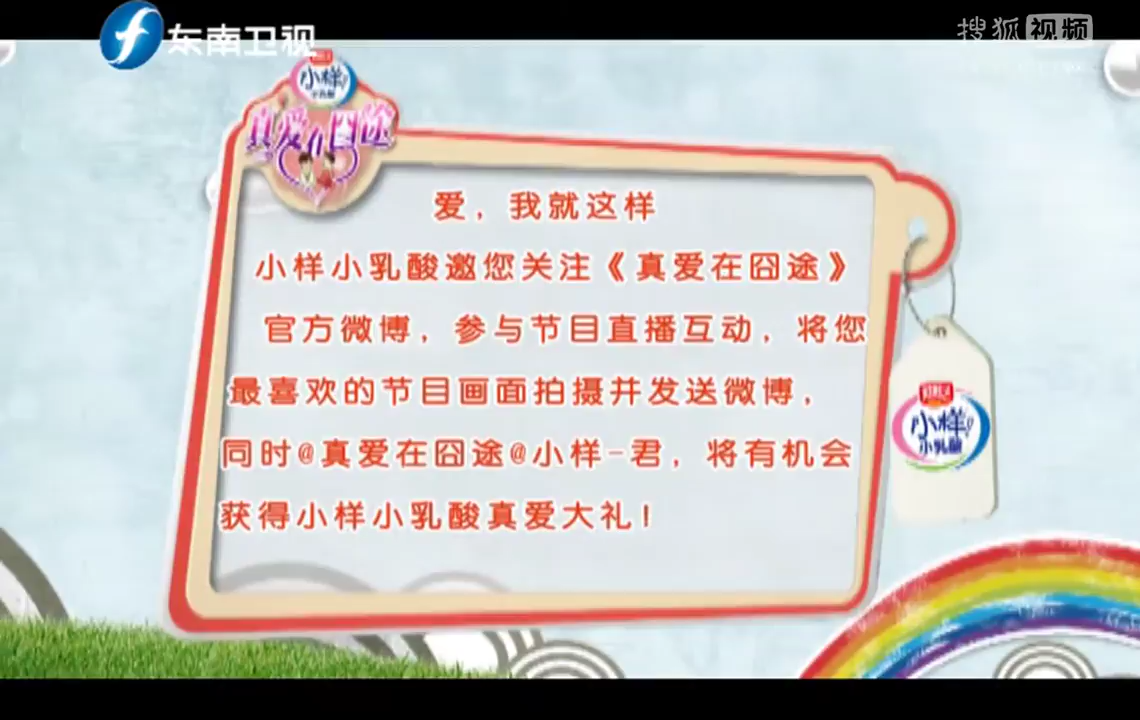 东南卫视
搜狐视频
小样
真爱在囧途
爱，我就这样
小样小乳酸邀您关注《真爱在囧途》
官方微博，参与节目直播互动，将您
最喜欢的节目画面拍摄并发送微博，
同时@真爱在囧途@小样-君，将有机会
获得小样小乳酸真爱大礼！
小样
小乳酸